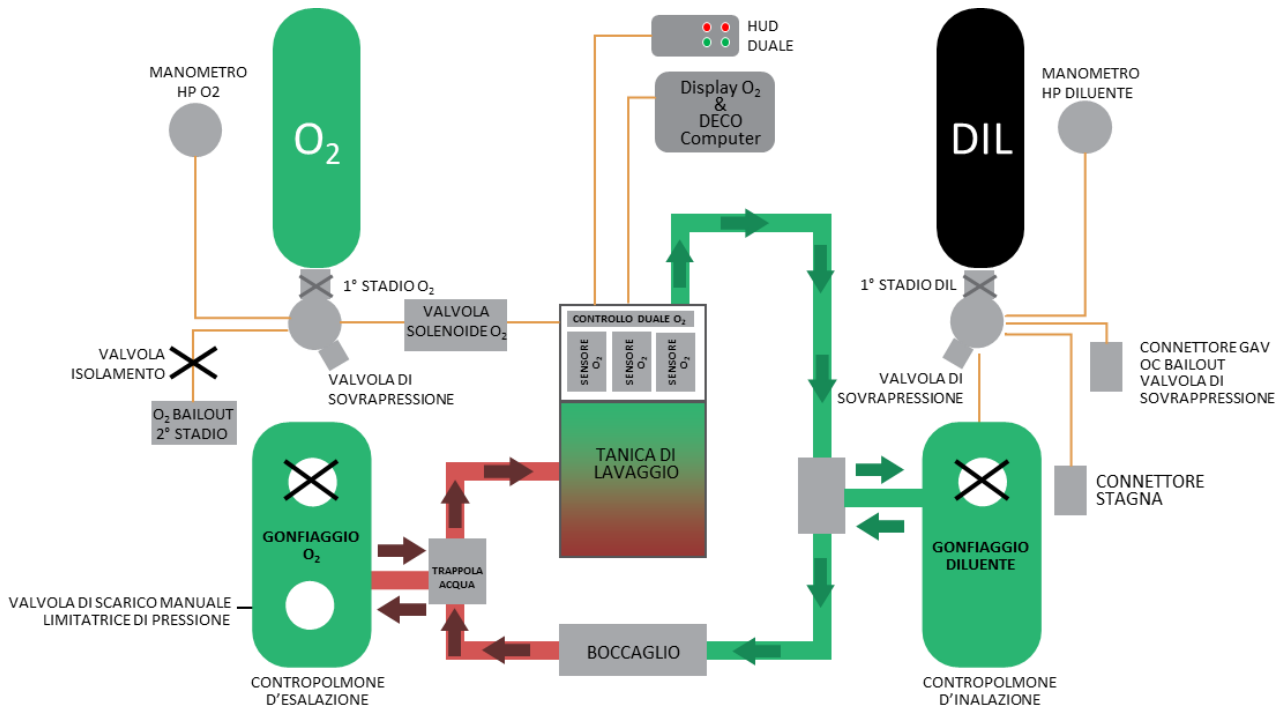 HUD
DUALE
MANOMETRO
HP O2
O₂
Display O₂
&
DECO
Computer
DIL
MANOMETRO
HP DILUENTE
1° STADIO O₂
1° STADIO DIL
VALVOLA
SOLENOIDE O₂
CONTROLLO DUALE O₂
SENSORE
O₂
SENSORE
O₂
SENSORE
O₂
VALVOLA
ISOLAMENTO
VALVOLA DI
SOVRAPRESSIONE
VALVOLA DI
SOVRAPRESSIONE
CONNETTORE GAV
OC BAILOUT
VALVOLA DI
SOVRAPPRESSIONE
O₂ BAILOUT
2° STADIO
TANICA DI
LAVAGGIO
CONNETTORE
STAGNA
GONFIAGGIO
O₂
TRAPPOLA
ACQUA
GONFIAGGIO
DILUENTE
VALVOLA DI SCARICO MANUALE
LIMITATRICE DI PRESSIONE
BOCCAGLIO
CONTROPOLMONE
D'ESALAZIONE
CONTROPOLMONE
D'INALAZIONE